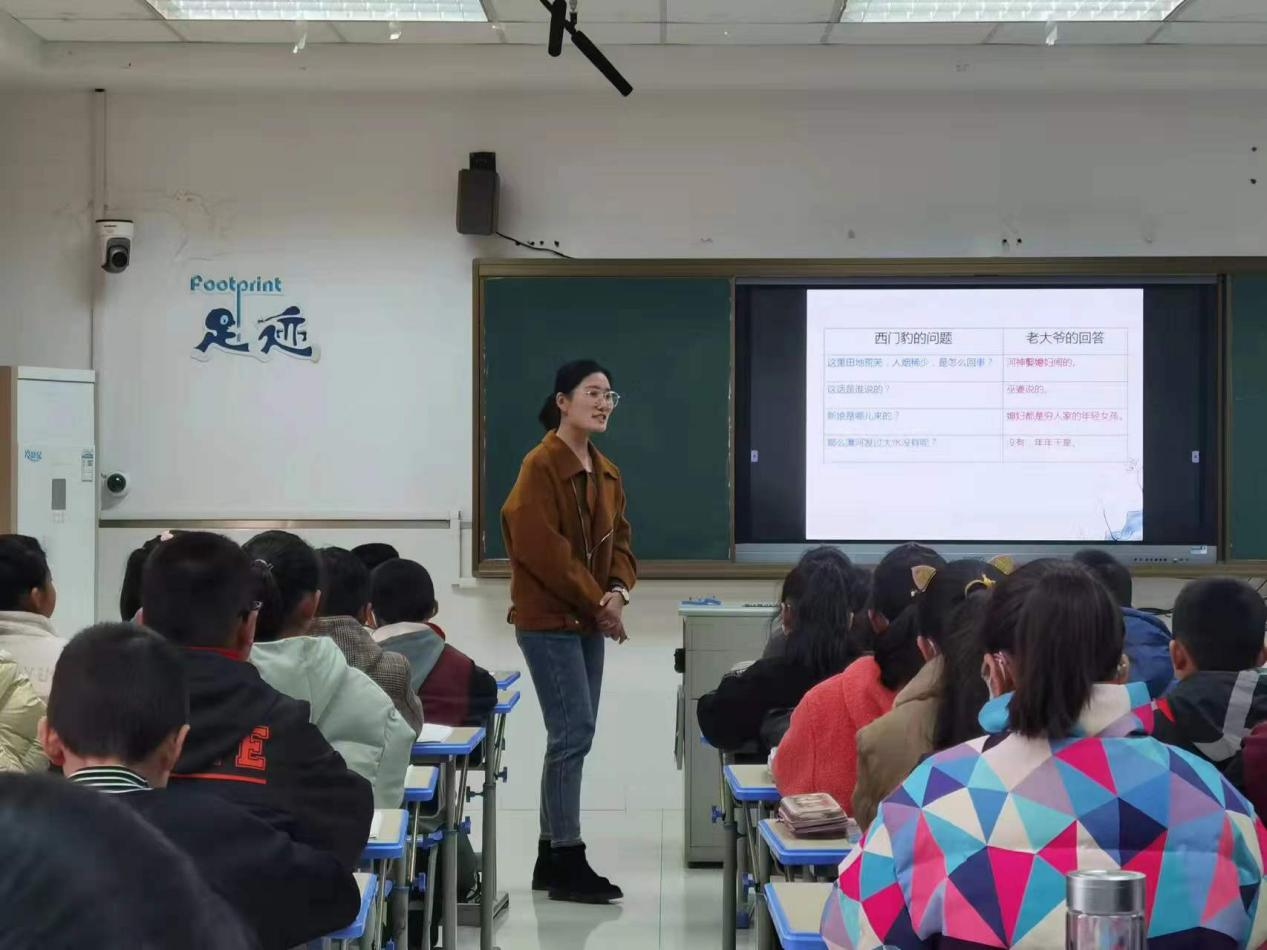 Footprint
足迹
西门豹的问题
老大爷的回答
这里田地荒芜，人烟稀少，是怎么回事？
河神娶媳妇闹的。
这话是谁说的？
巫婆说的。
新娘是哪儿来的？
媳妇都是穷人家的年轻女孩。
那么漳河发过大水没有呢？
没有，年年干旱。
E